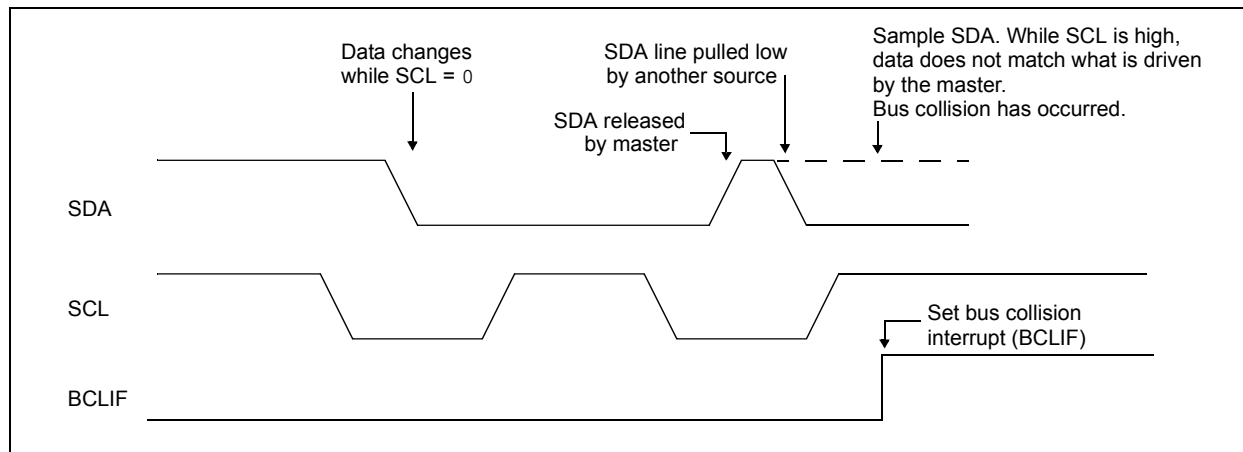 Data changes
while SCL = 0
SDA line pulled low
by another source
SDA released
by master
Sample SDA. While SCL is high,
data does not match what is driven
by the master.
Bus collision has occurred.
SDA
SCL
Set bus collision
interrupt (BCLIF)
BCLIF